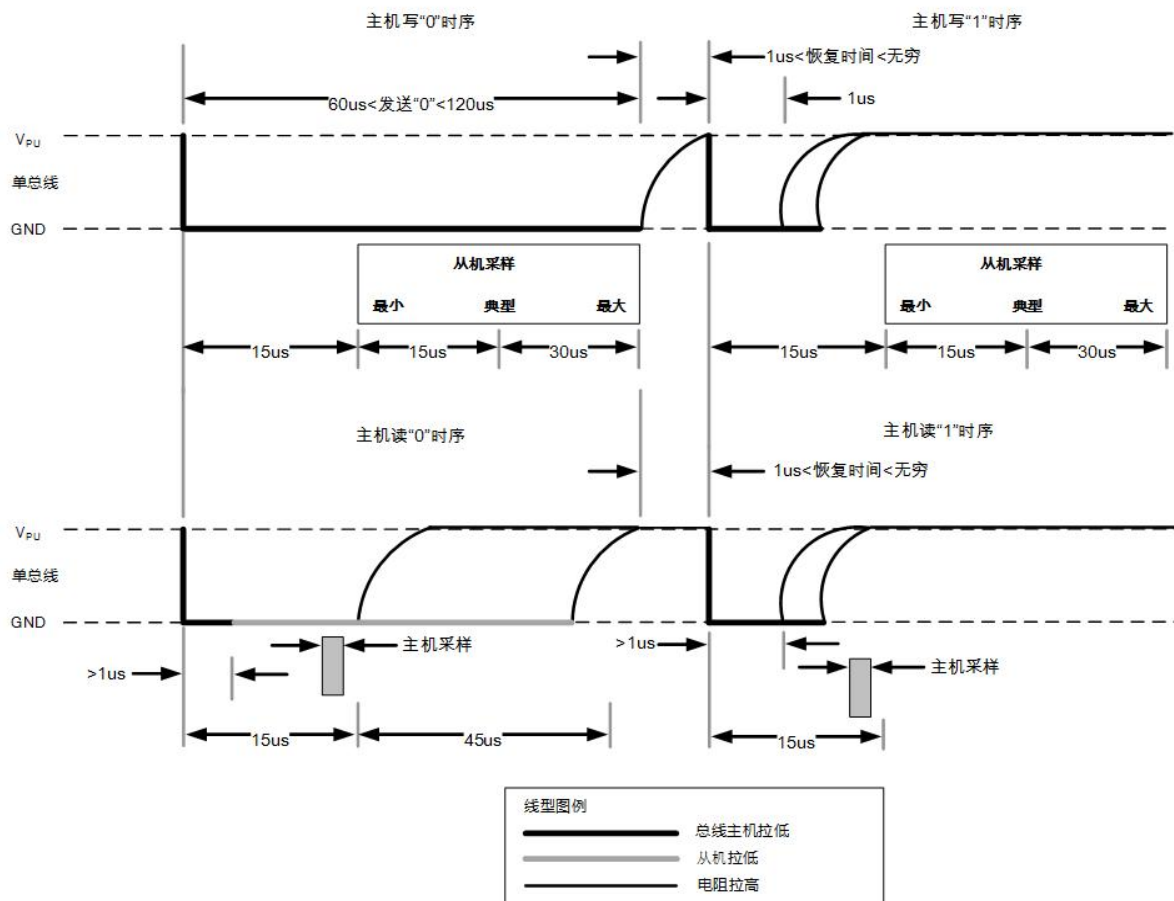 主机写“0”时序
主机写“1”时序
1us<恢复时间<无穷
60us<发送“0”<120us
1us
VPU
单总线
GND
从机采样
最小 典型 最大
从机采样
最小 典型 最大
15us 15us 30us
15us 15us 30us
主机读“0”时序
主机读“1”时序
1us<恢复时间<无穷
VPU
单总线
GND
主机采样
>1us
>1us
主机采样
15us 45us
15us
线型图例
总线主机拉低
从机拉低
电阻拉高